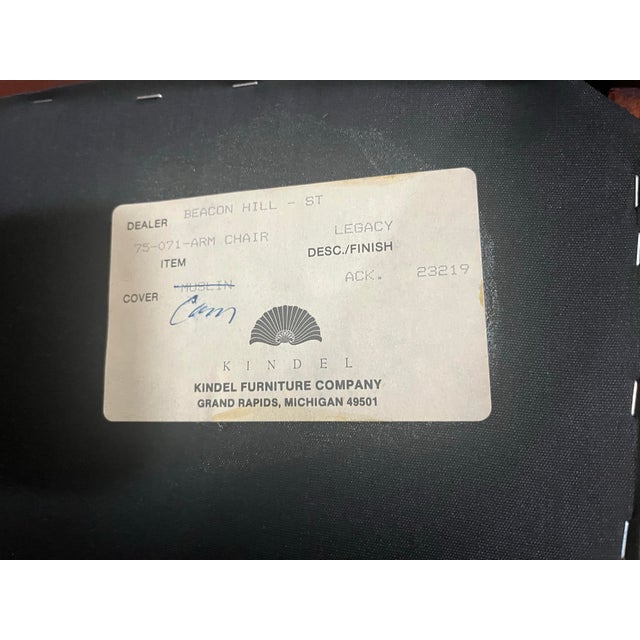 DEALER BEACON HILL - ST
75-071-ARM CHAIR LEGACY
ITEM DESC./FINISH
ACK. 23219
COVER MUSLIN
Com
KINDEL
KINDEL FURNITURE COMPANY
GRAND RAPIDS, MICHIGAN 49501